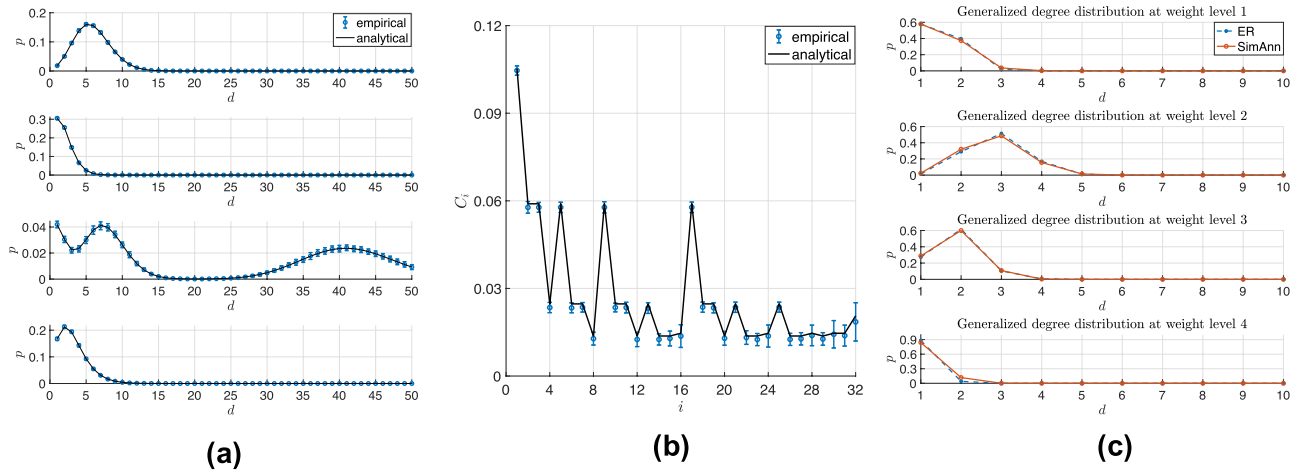 0.2
0.1
0
p
empirical
analytical
0 5 10 15 20 25 30 35 40 45 50
d
0.3
0.2
0.1
0
p
0 5 10 15 20 25 30 35 40 45 50
d
0.04
0.02
0
p
0 5 10 15 20 25 30 35 40 45 50
d
0.2
0.1
0
p
0 5 10 15 20 25 30 35 40 45 50
d
(a)
0.12
0.09
0.06
0.03
0
C_i
empirical
analytical
0 4 8 12 16 20 24 28 32
i
(b)
Generalized degree distribution at weight level 1
0.6
0.4
0.2
0
p
ER
SimAnn
1 2 3 4 5 6 7 8 9 10
d
Generalized degree distribution at weight level 2
0.6
0.4
0.2
0
p
1 2 3 4 5 6 7 8 9 10
d
Generalized degree distribution at weight level 3
0.6
0.4
0.2
0
p
1 2 3 4 5 6 7 8 9 10
d
Generalized degree distribution at weight level 4
0.9
0.6
0.3
0
p
1 2 3 4 5 6 7 8 9 10
d
(c)